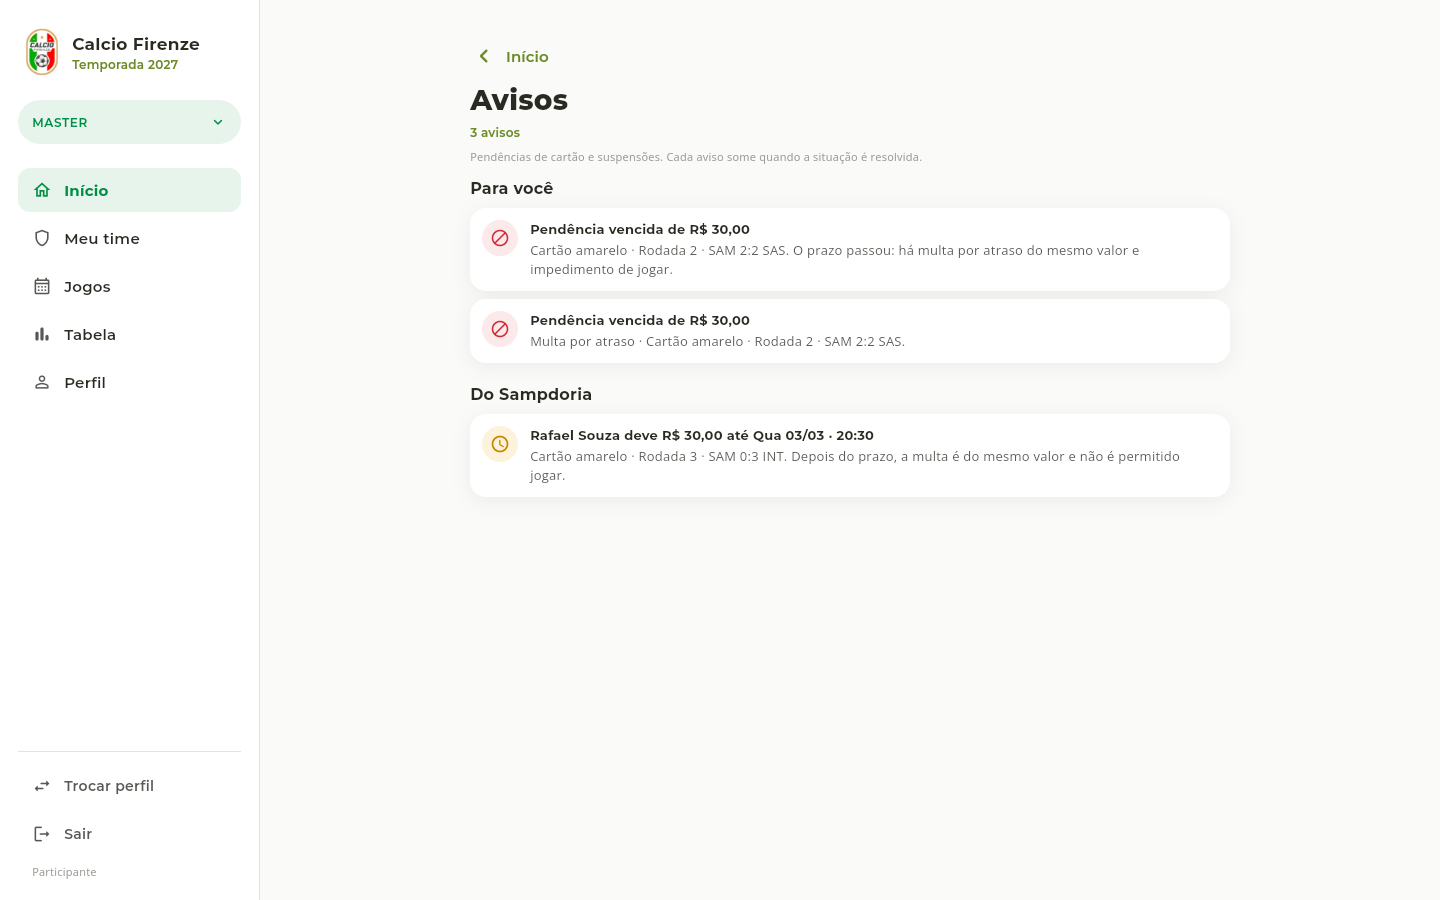 CALCIO
Calcio Firenze
Temporada 2027
MASTER
Início
Meu time
Jogos
Tabela
Perfil
Trocar perfil
Sair
Participante
Início
Avisos
3 avisos
Pendências de cartão e suspensões. Cada aviso some quando a situação é resolvida.
Para você
Pendência vencida de R$ 30,00
Cartão amarelo · Rodada 2 · SAM 2:2 SAS. O prazo passou: há multa por atraso do mesmo valor e
impedimento de jogar.
Pendência vencida de R$ 30,00
Multa por atraso · Cartão amarelo · Rodada 2 · SAM 2:2 SAS.
Do Sampdoria
Rafael Souza deve R$ 30,00 até Qua 03/03 · 20:30
Cartão amarelo · Rodada 3 · SAM 0:3 INT. Depois do prazo, a multa é do mesmo valor e não é permitido
jogar.